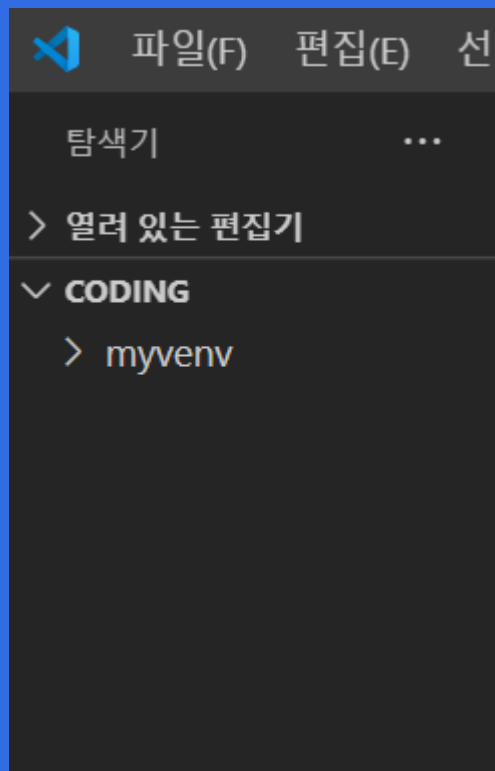 파일(F) 편집(E) 선
탐색기 ···
열려 있는 편집기
CODING
myvenv